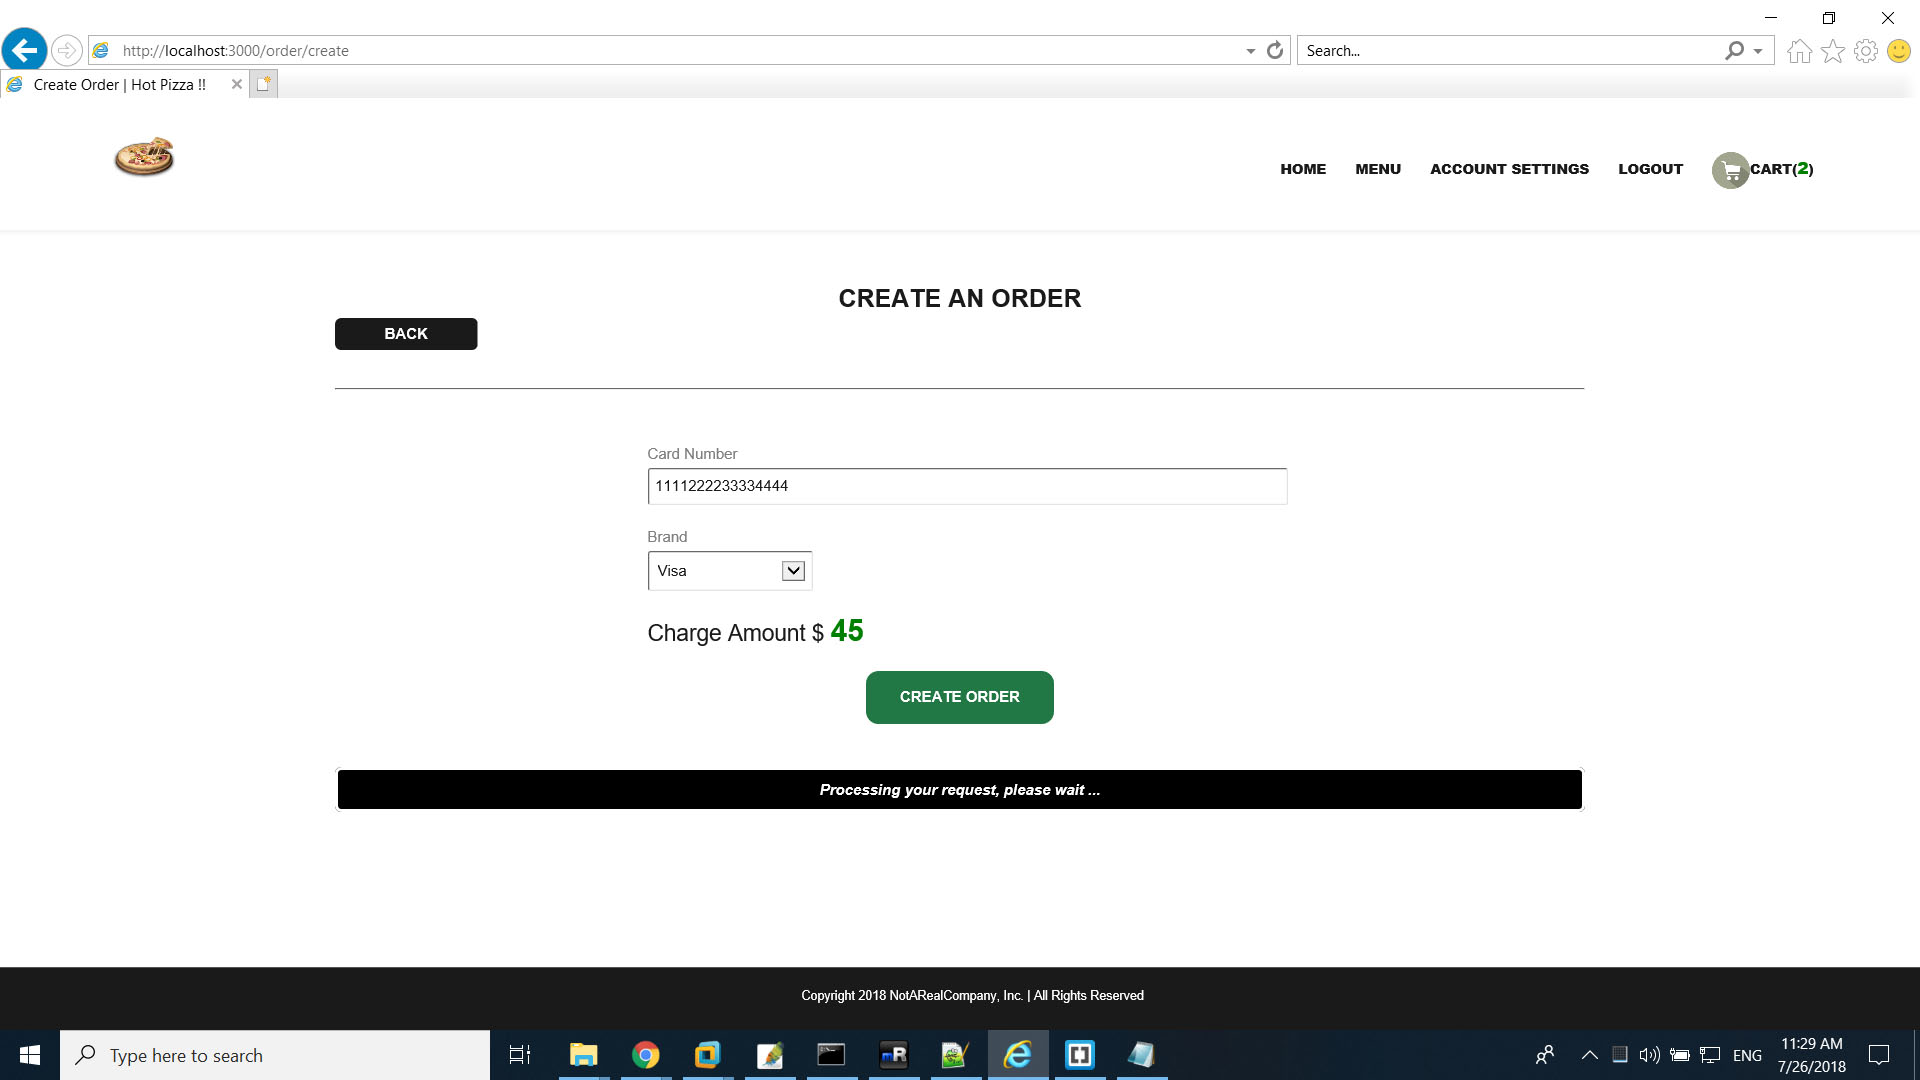 http://localhost:3000/order/create
Search...
Create Order | Hot Pizza !!
HOME MENU ACCOUNT SETTINGS LOGOUT CART(2)
CREATE AN ORDER
BACK
Card Number
1111222233334444
Brand
Visa
Charge Amount $ 45
CREATE ORDER
Processing your request, please wait ...
Copyright 2018 NotARealCompany, Inc. | All Rights Reserved
Type here to search
mR
ENG
11:29 AM
7/26/2018